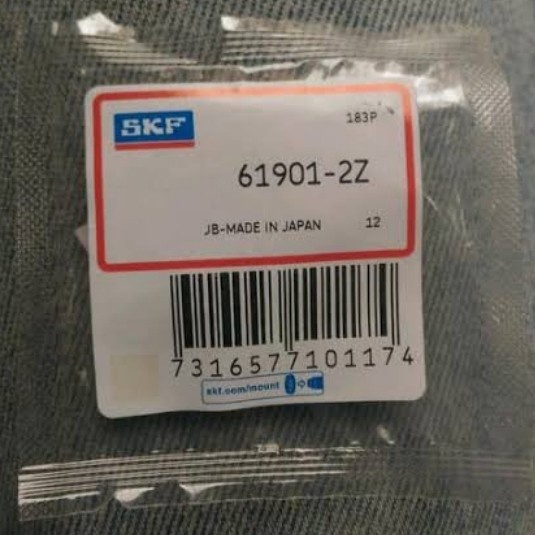 SKF
183P
61901-2Z
JB-MADE IN JAPAN 12
7316577101174
skf.com/mount